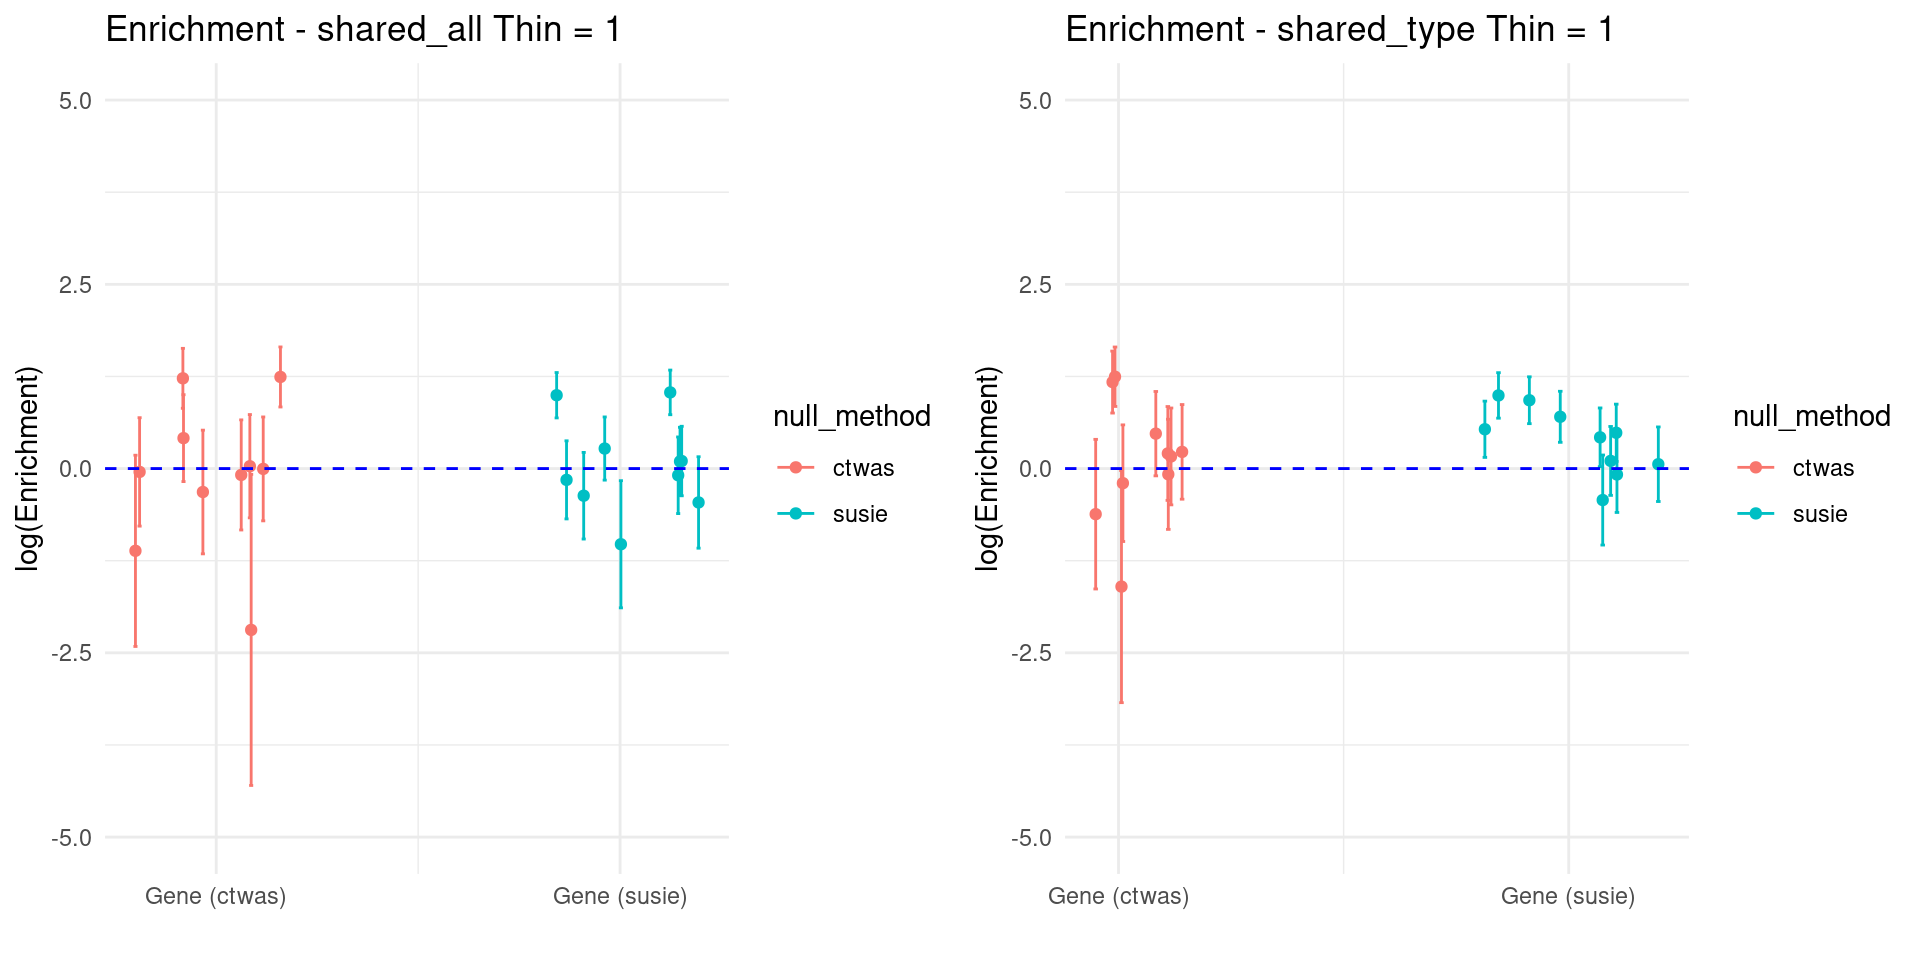 Enrichment - shared_all Thin = 1
log(Enrichment)
5.0
2.5
0.0
-2.5
-5.0
Gene (ctwas)
Gene (susie)
null_method
ctwas
susie
Enrichment - shared_type Thin = 1
log(Enrichment)
5.0
2.5
0.0
-2.5
-5.0
Gene (ctwas)
Gene (susie)
null_method
ctwas
susie